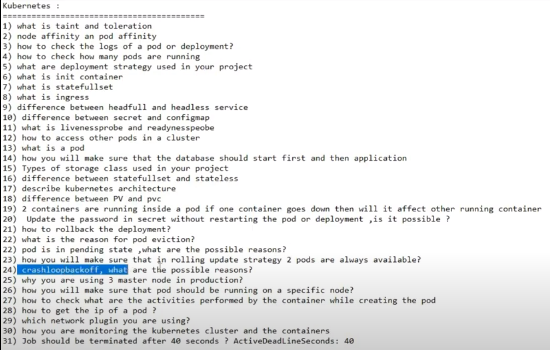 Kubernetes :
==========================================
1) what is taint and toleration
2) node affinity an pod affinity
3) how to check the logs of a pod or deployment?
4) how to check how many pods are running
5) what are deployment strategy used in your project
6) what is init container
7) what is statefullset
8) what is ingress
9) difference between headfull and headless service
10) difference between secret and configmap
11) what is livenessprobe and readynesspeobe
12) how to access other pods in a cluster
13) what is a pod
14) how you will make sure that the database should start first and then application
15) Types of storage class used in your project
16) difference between statefullset and stateless
17) describe kubernetes architecture
18) difference between PV and pvc
19) 2 containers are running inside a pod if one container goes down then will it affect other running container
20) Update the password in secret without restarting the pod or deployment ,is it possible ?
21) how to rollback the deployment?
22) what is the reason for pod eviction?
22) pod is in pending state ,what are the possible reasons?
23) how you will make sure that in rolling update strategy 2 pods are always available?
24) crashloopbackoff, what are the possible reasons?
25) why you are using 3 master node in production?
26) how you will make sure that pod should be running on a specific node?
27) how to check what are the activities performed by the container while creating the pod
28) how to get the ip of a pod ?
29) which network plugin you are using?
30) how are you monitoring the kubernetes cluster and the containers
31) Job should be terminated after 40 seconds ? ActiveDeadLineSeconds: 40